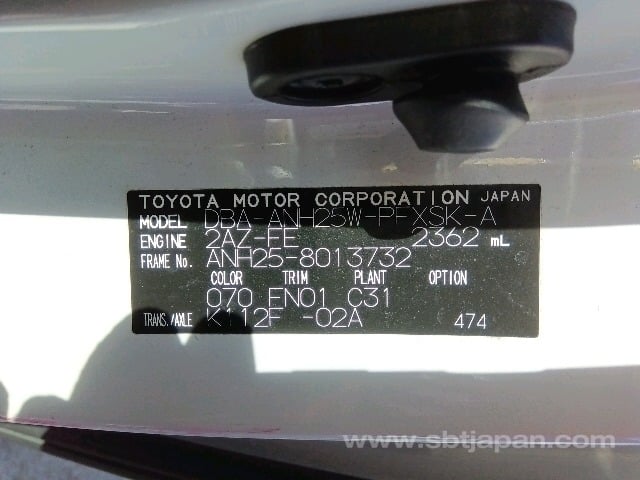 TOYOTA MOTOR CORPORATION JAPAN
MODEL DBA-ANH25W-PFXSK-A
ENGINE 2AZ-FE 2362 mL
FRAME No. ANH25-8013732
COLOR TRIM PLANT OPTION
070 FN01 C31
TRANS./AXLE K112F -02A 474
www.sbtjapan.com